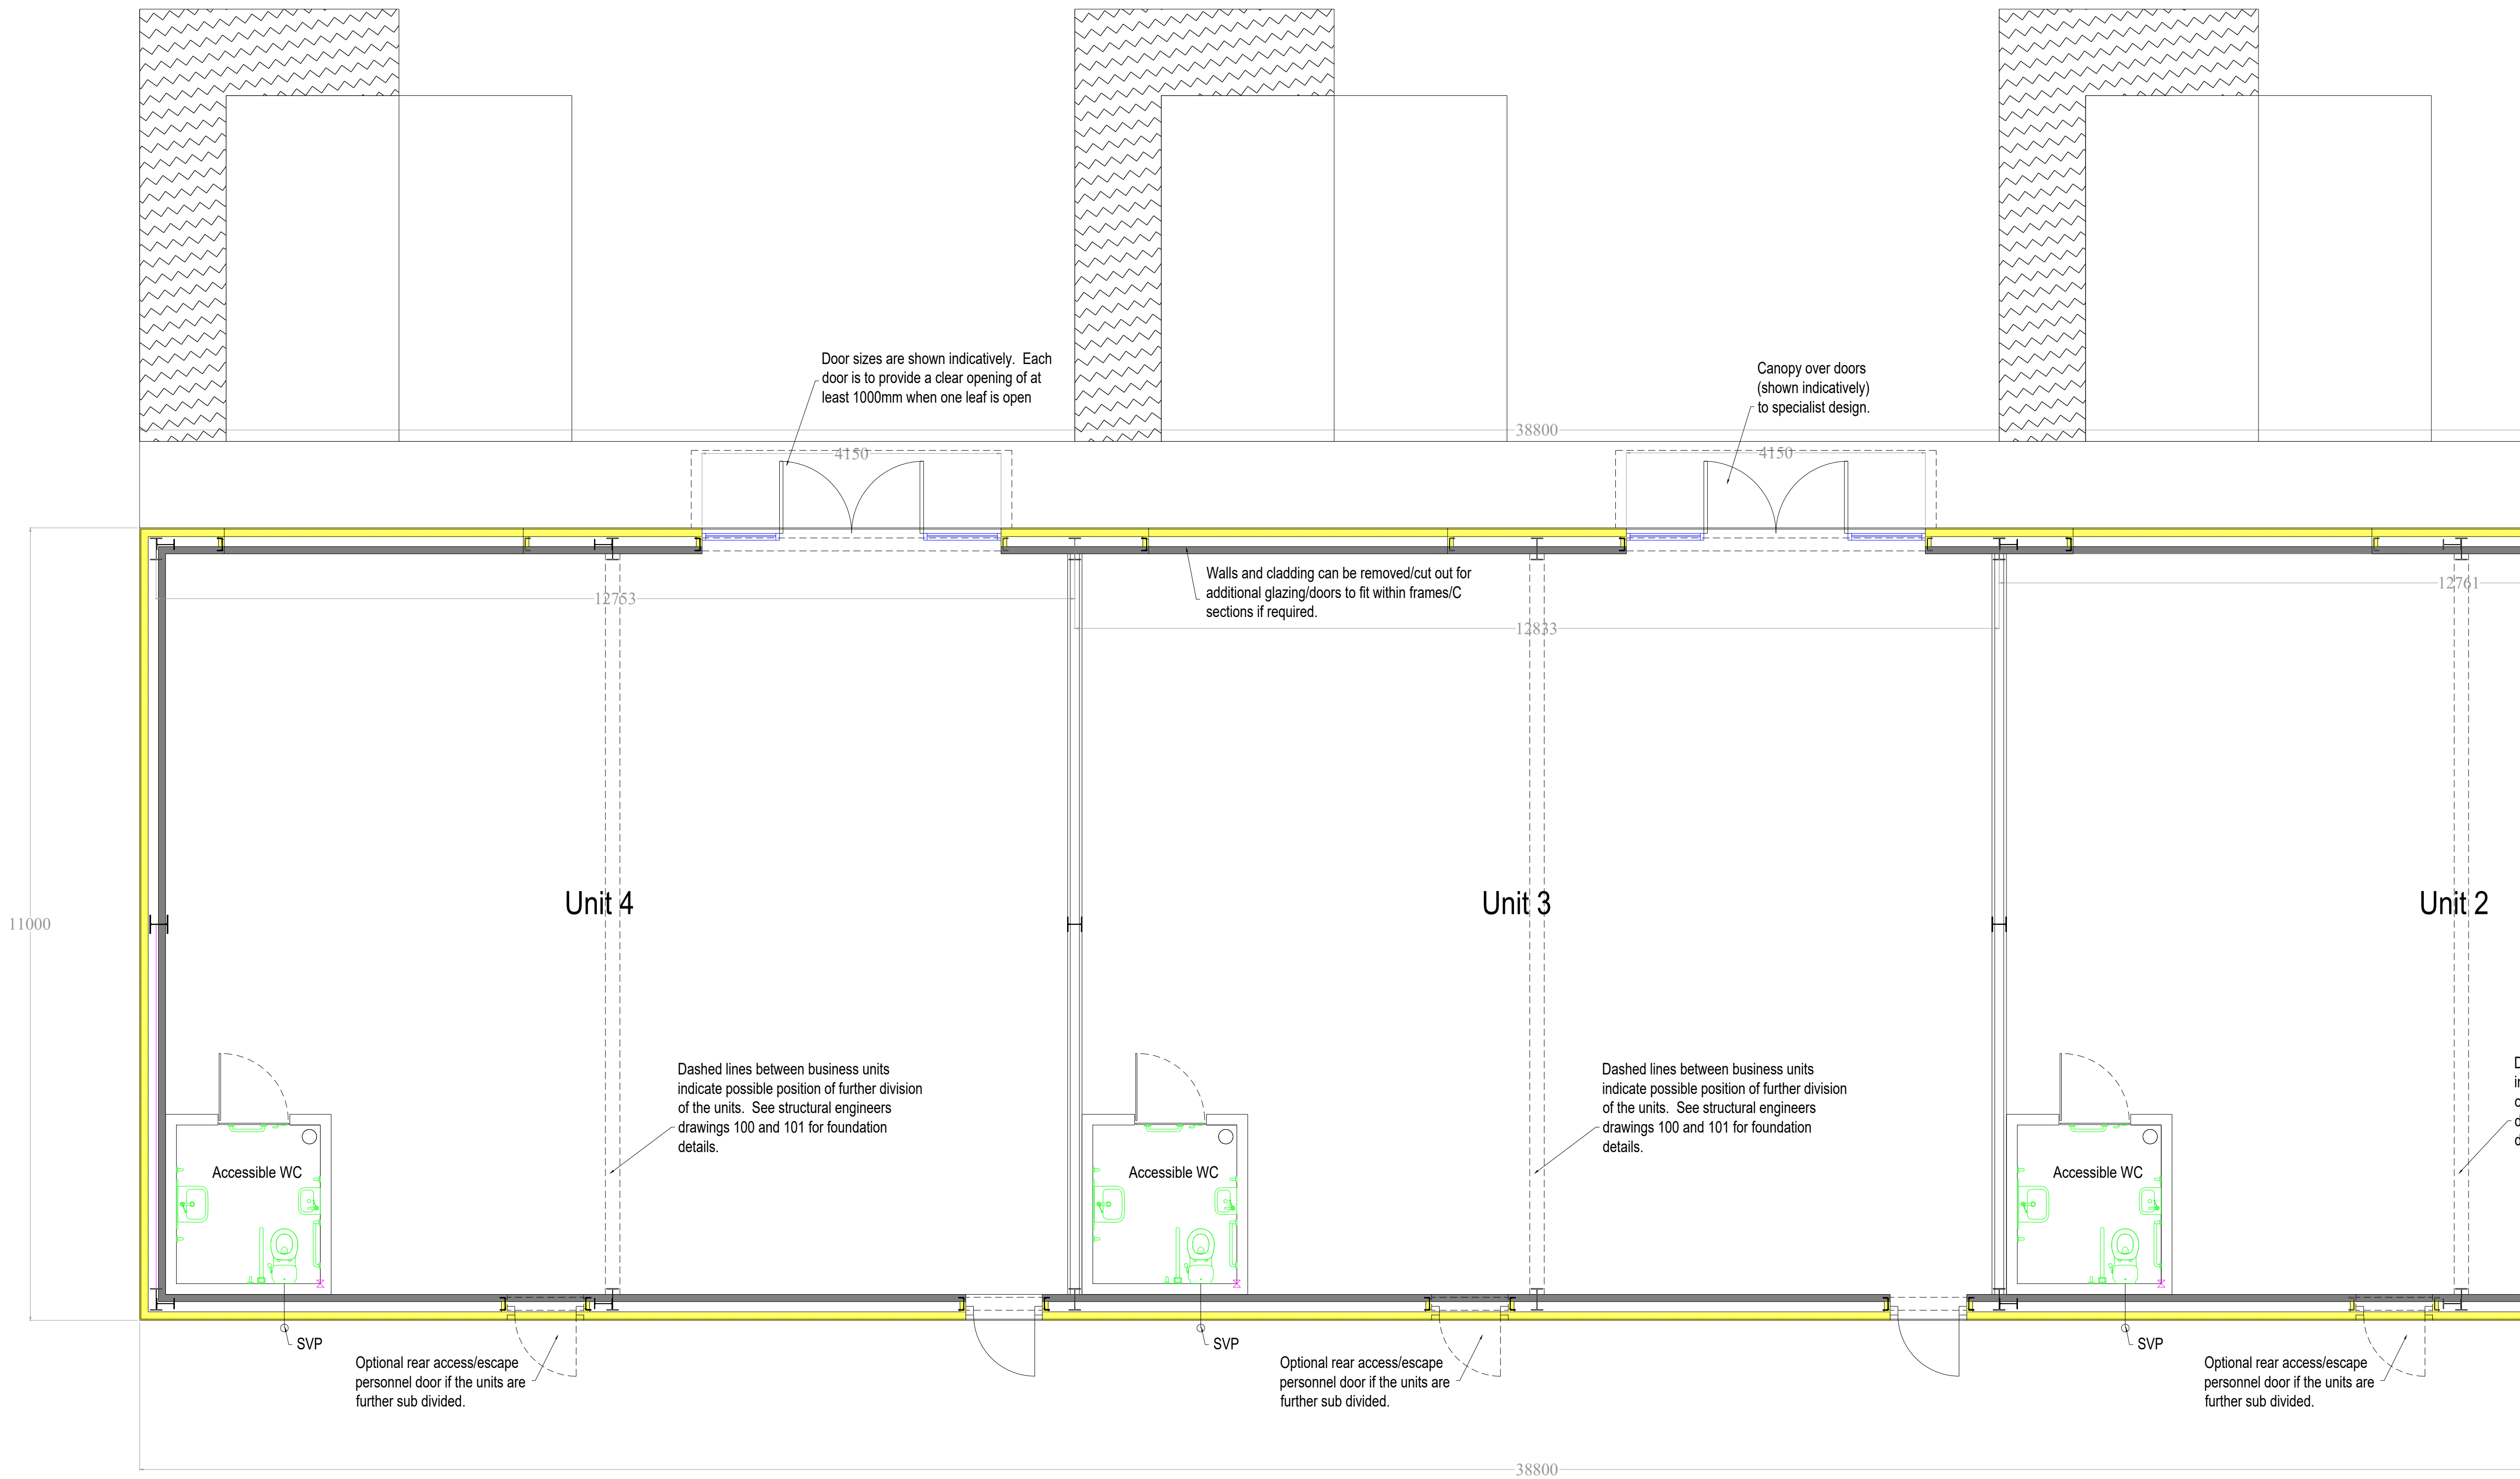 Door sizes are shown indicatively. Each
door is to provide a clear opening of at
least 1000mm when one leaf is open
Canopy over doors
(shown indicatively)
to specialist design.
38800
4150
4150
Walls and cladding can be removed/cut out for
additional glazing/doors to fit within frames/C
sections if required.
12753
12761
12833
Unit 4
Unit 3
Unit 2
11000
Dashed lines between business units
indicate possible position of further division
of the units. See structural engineers
drawings 100 and 101 for foundation
details.
Dashed lines between business units
indicate possible position of further division
of the units. See structural engineers
drawings 100 and 101 for foundation
details.
Accessible WC
Accessible WC
Accessible WC
SVP
SVP
SVP
Optional rear access/escape
personnel door if the units are
further sub divided.
Optional rear access/escape
personnel door if the units are
further sub divided.
Optional rear access/escape
personnel door if the units are
further sub divided.
38800